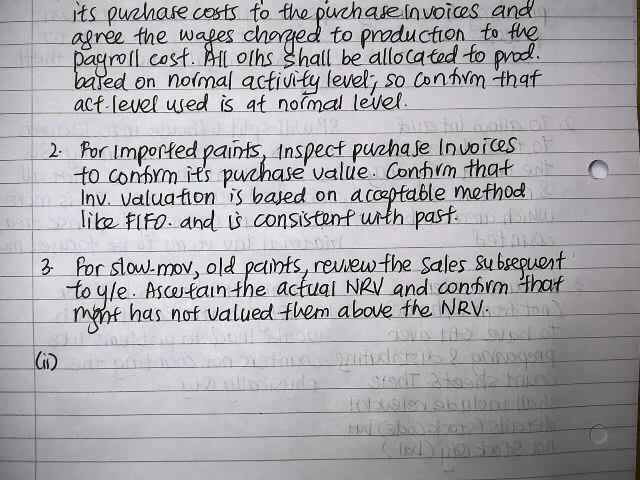 its purchase costs to the purchase invoices and
agree the wages charged to production to the
payroll cost. All o/hs shall be allocated to prod.
based on normal activity level, so confirm that
act. level used is at normal level.
2. For imported paints, inspect purchase invoices
to confirm its purchase value. Confirm that
Inv. valuation is based on acceptable method
like FIFO. and is consistent with past.
3. For slow-mov, old paints, review the sales subsequent
to y/e. Ascertain the actual NRV and confirm that
mgnt has not valued them above the NRV.
(ii)